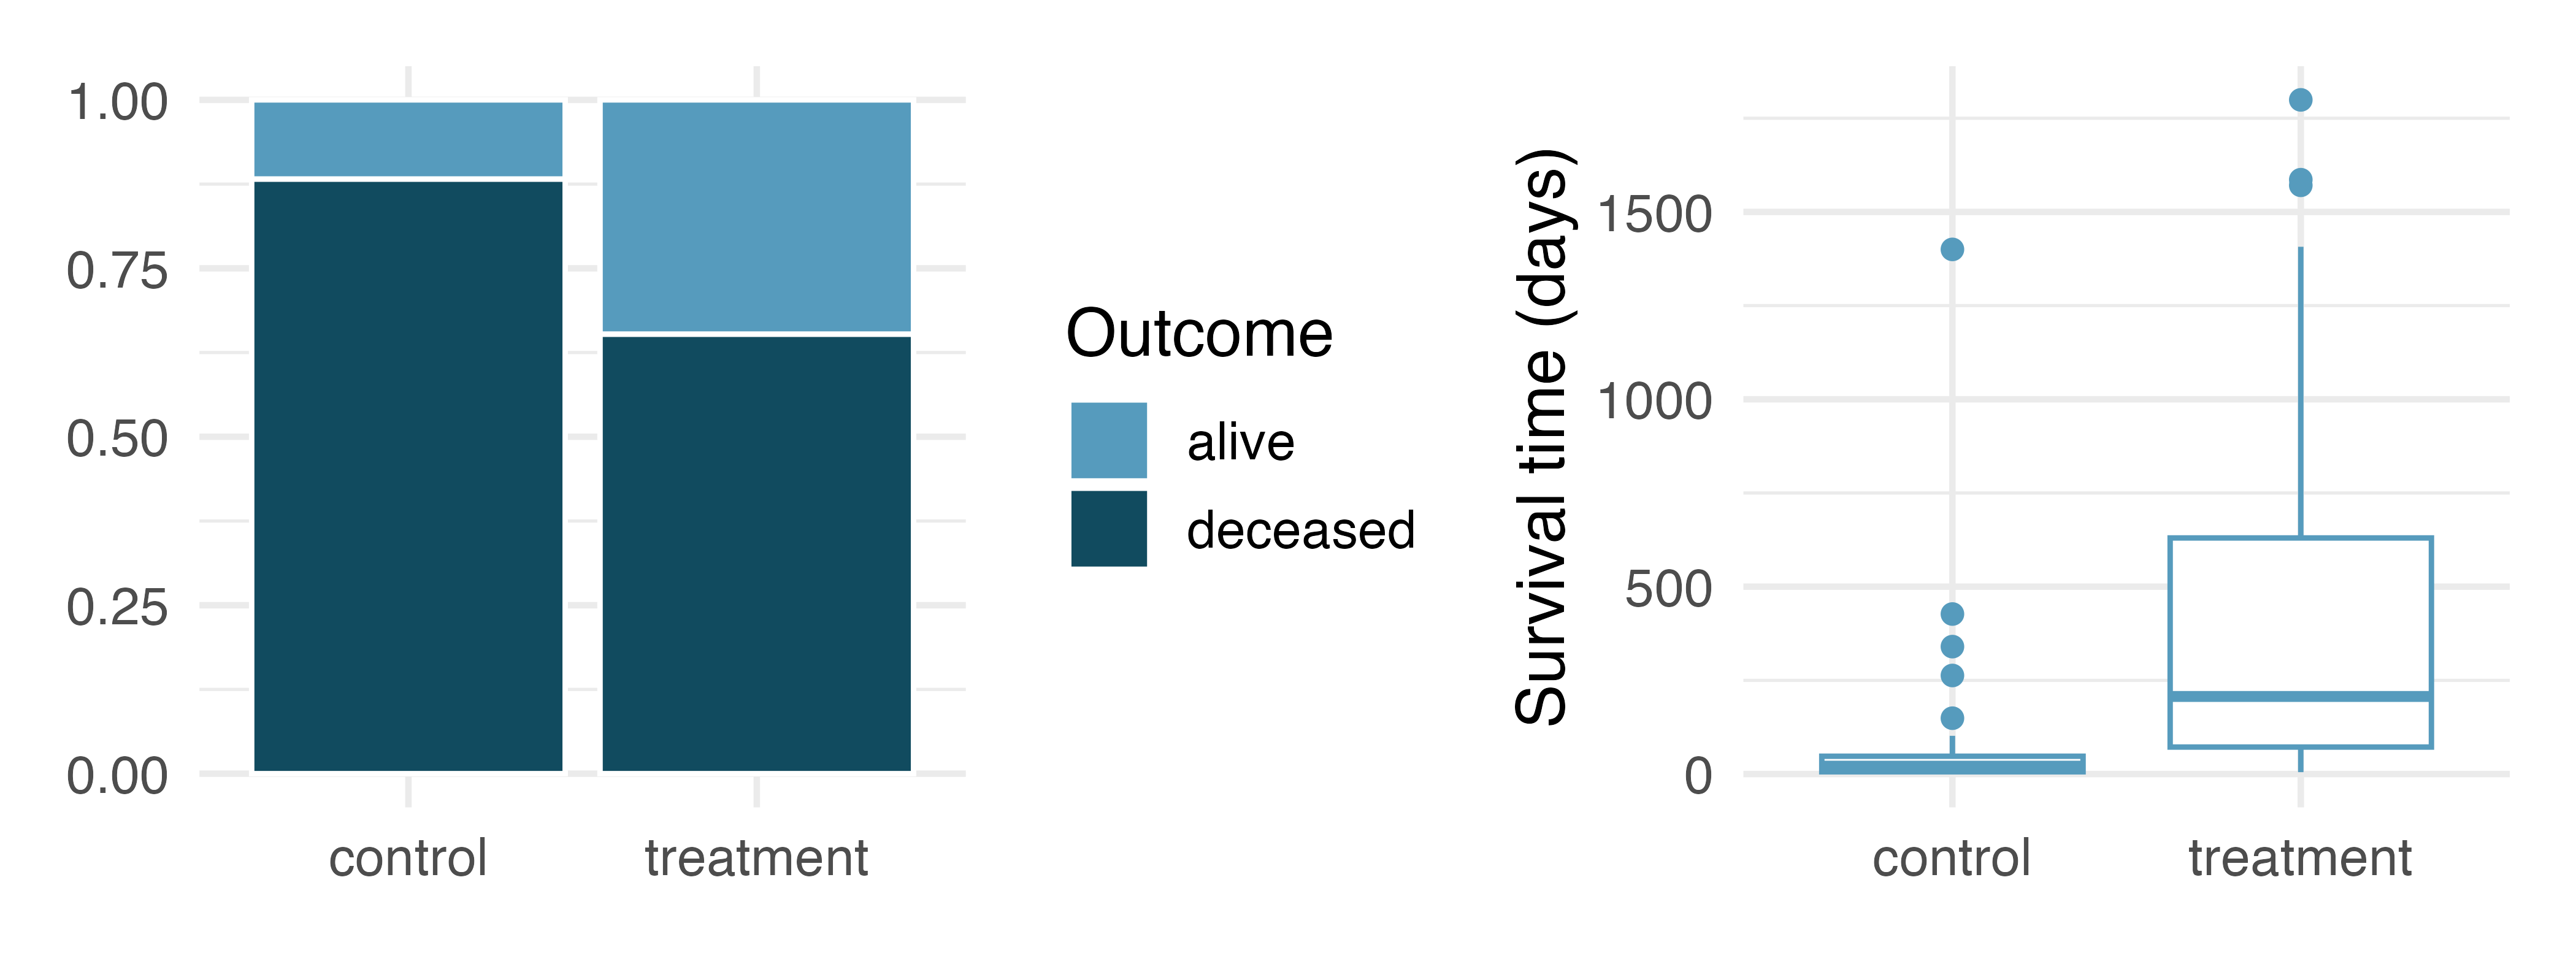 1.00
0.75
0.50
0.25
0.00
control treatment
Outcome
alive
deceased
Survival time (days)
1500
1000
500
0
control treatment